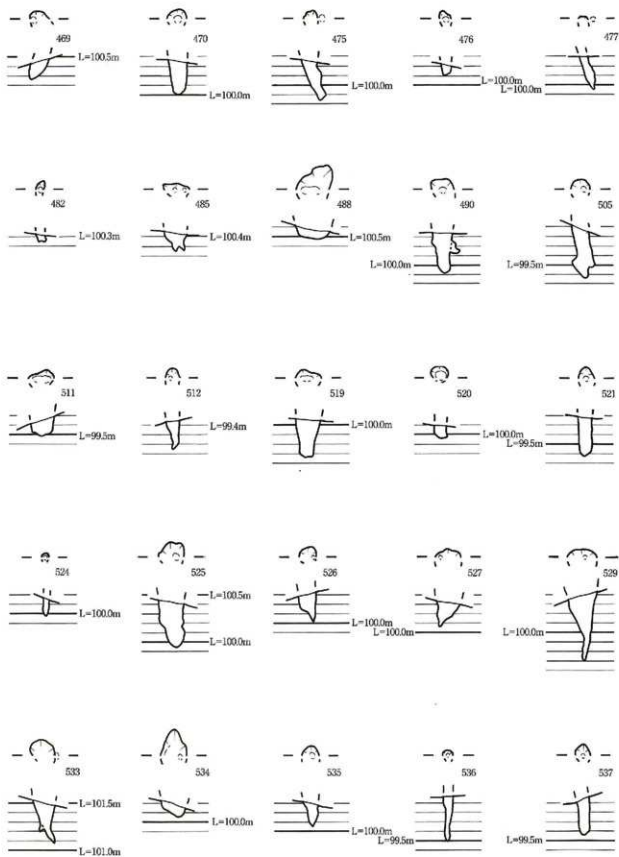 469
L=100.5m
470
L=100.0m
475
L=100.0m
476
L=100.0m
477
L=100.0m
482
L=100.3m
485
L=100.4m
488
L=100.5m
490
L=100.0m
505
L=99.5m
511
L=99.5m
512
L=99.4m
519
L=100.0m
520
L=100.0m
521
L=99.5m
524
L=100.0m
525
L=100.5m
L=100.0m
526
L=100.0m
527
L=100.0m
529
L=100.0m
533
L=101.5m
L=101.0m
534
L=100.0m
535
L=100.0m
536
L=99.5m
537
L=99.5m